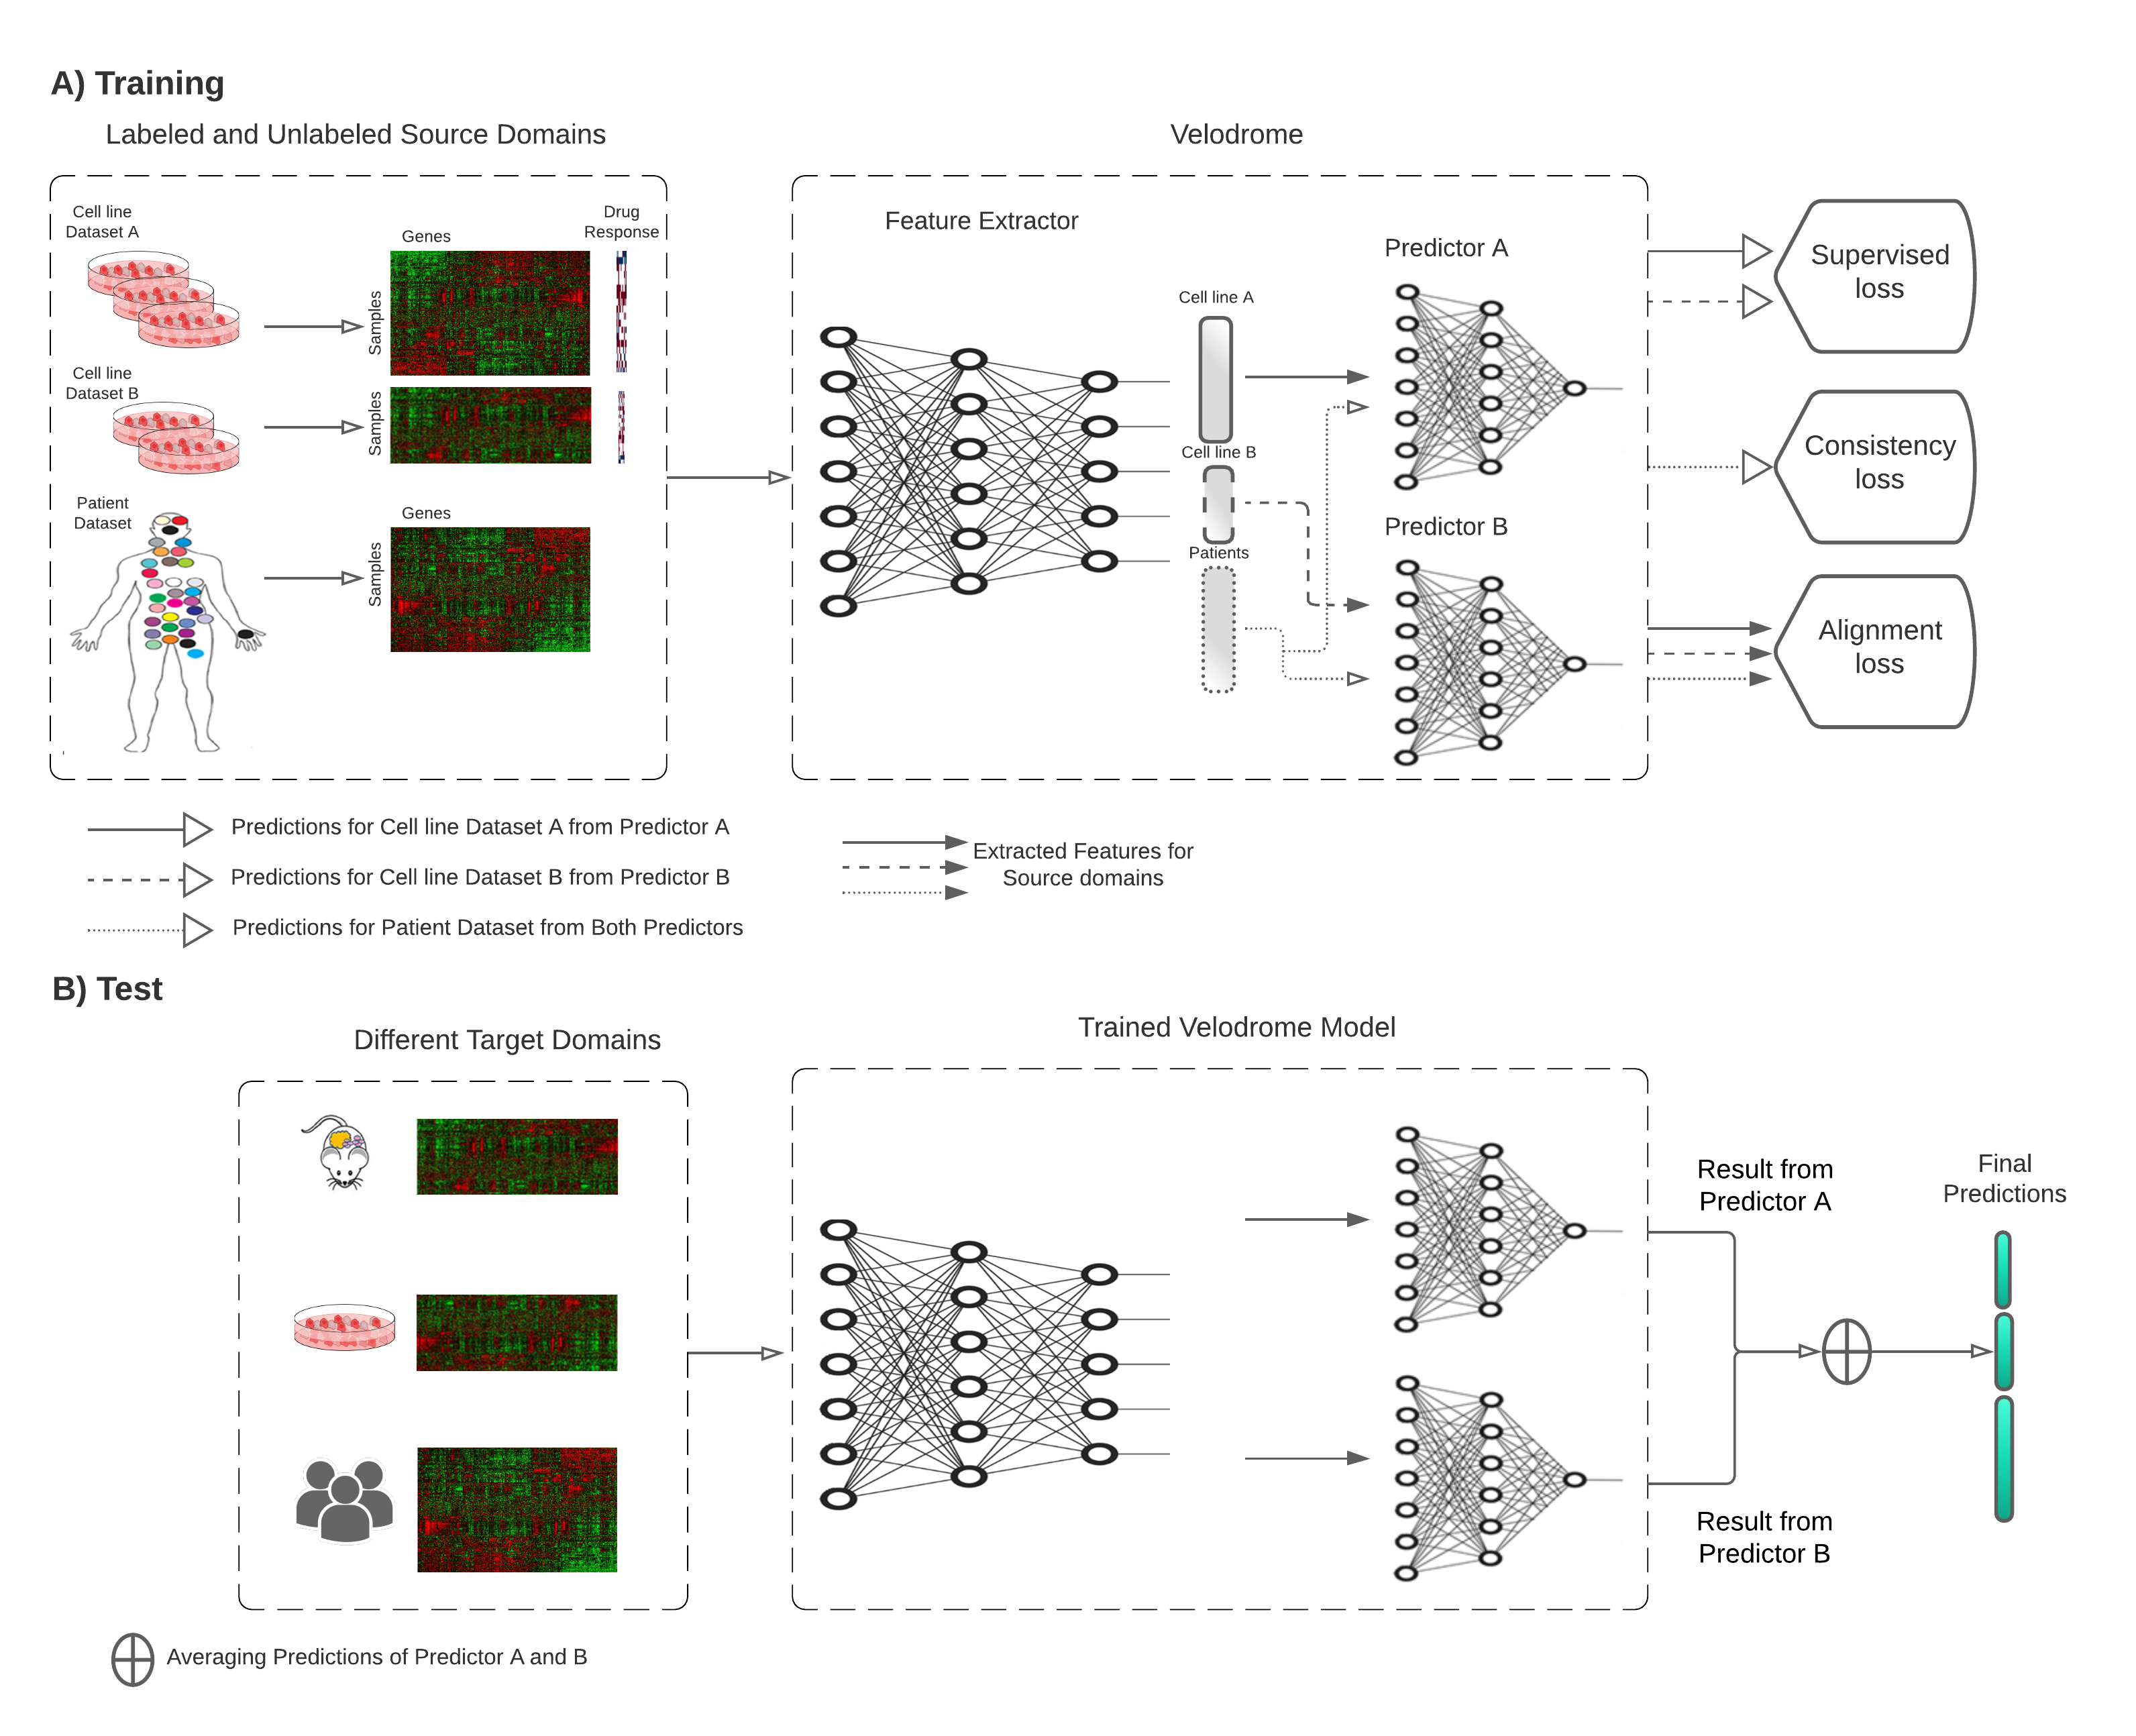 A) Training
Labeled and Unlabeled Source Domains
Velodrome
Cell line
Dataset A
Genes
Drug
Response
Samples
Cell line
Dataset B
Samples
Patient
Dataset
Genes
Samples
Feature Extractor
Cell line A
Cell line B
Patients
Predictor A
Predictor B
Supervised
loss
Consistency
loss
Alignment
loss
Predictions for Cell line Dataset A from Predictor A
Predictions for Cell line Dataset B from Predictor B
Predictions for Patient Dataset from Both Predictors
Extracted Features for
Source domains
B) Test
Different Target Domains
Trained Velodrome Model
Result from
Predictor A
Final
Predictions
Result from
Predictor B
Averaging Predictions of Predictor A and B